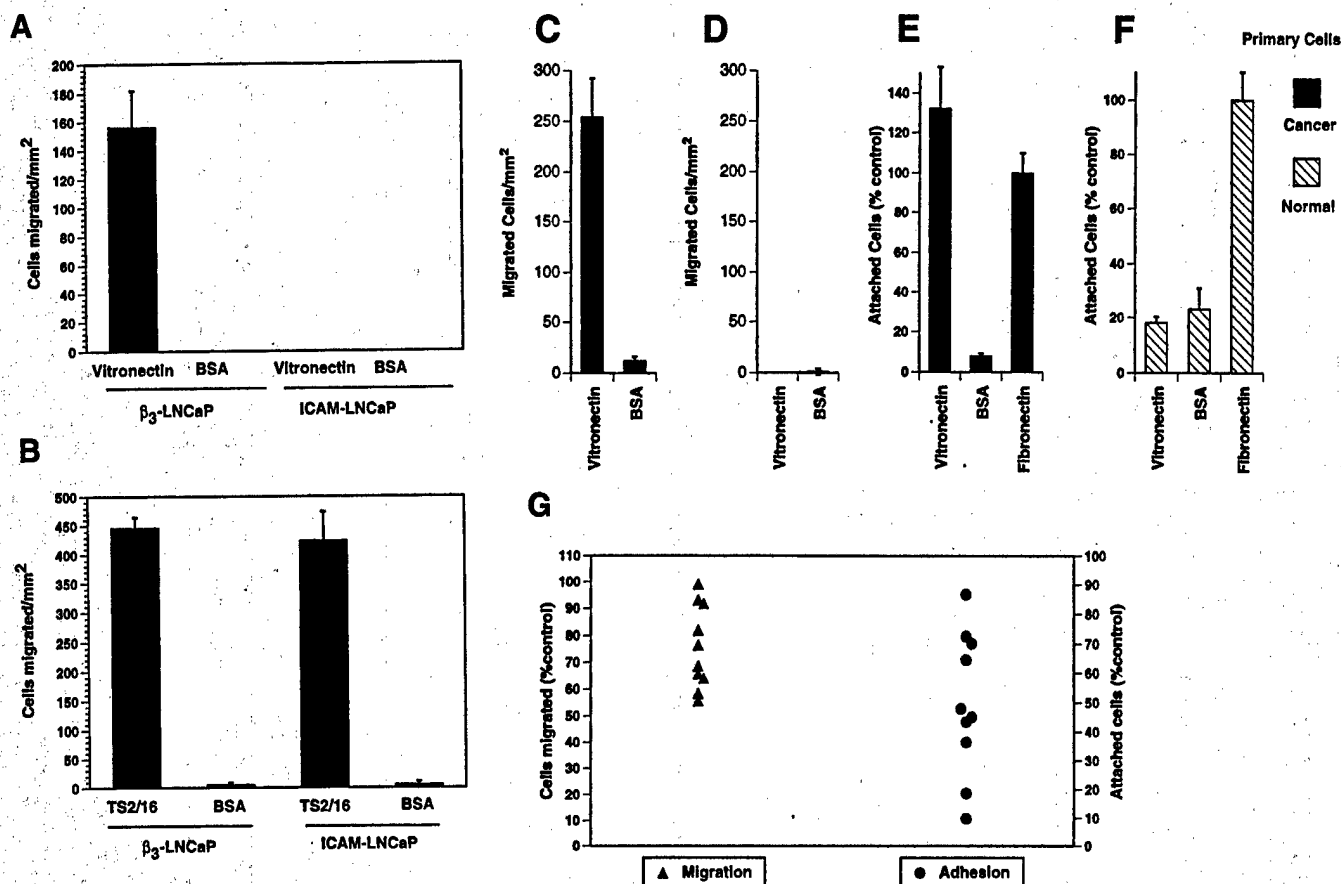 A
200
180
160
140
120
100
80
60
40
20
0
Cells migrated/mm²
Vitronectin BSA Vitronectin BSA
β₃-LNCaP ICAM-LNCaP
B
500
450
400
350
300
250
200
150
100
50
0
Cells migrated/mm²
TS2/16 BSA TS2/16 BSA
β₃-LNCaP ICAM-LNCaP
C
300
250
200
150
100
50
0
Migrated Cells/mm²
Vitronectin
BSA
D
300
250
200
150
100
50
0
Migrated Cells/mm²
Vitronectin
BSA
E
140
120
100
80
60
40
20
0
Attached Cells (% control)
Vitronectin
BSA
Fibronectin
F
100
80
60
40
20
0
Attached Cells (% control)
Vitronectin
BSA
Fibronectin
Primary Cells
Cancer
Normal
G
110
100
90
80
70
60
50
40
30
20
10
0
Cells migrated (%control)
100
90
80
70
60
50
40
30
20
10
0
Attached cells (%control)
Migration
Adhesion